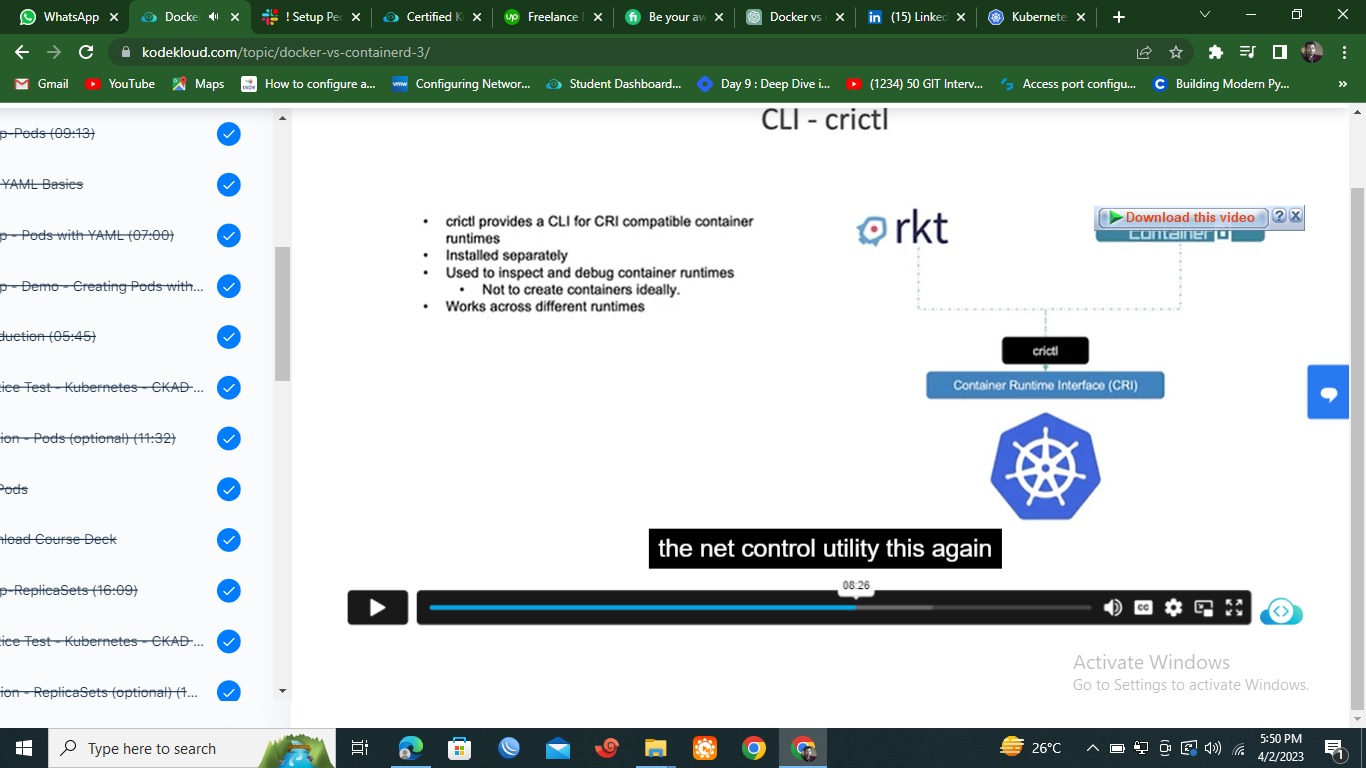 WhatsApp
Docke
! Setup Pec
Certified K
Freelance
Be your aw
Docker vs
(15) Linked
Kubernete
kodekloud.com/topic/docker-vs-containerd-3/
Gmail
YouTube
Maps
How to configure a...
Configuring Networ...
Student Dashboard...
Day 9 : Deep Dive i...
(1234) 50 GIT Interv...
Access port configu...
Building Modern Py...
»
p-Pods (09:13)
YAML Basics
p - Pods with YAML (07:00)
p - Demo - Creating Pods with...
duction (05:45)
ice Test - Kubernetes - CKAD ...
ion - Pods (optional) (11:32)
Pods
nload Course Deck
p-ReplicaSets (16:09)
ice Test - Kubernetes - CKAD ...
ion - ReplicaSets (optional) (1...
CLI - crictl
• crictl provides a CLI for CRI compatible container
runtimes
• Installed separately
• Used to inspect and debug container runtimes
• Not to create containers ideally.
• Works across different runtimes
rkt
Download this video
? X
container d
crictl
Container Runtime Interface (CRI)
the net control utility this again
08:26
CC
Activate Windows
Go to Settings to activate Windows.
Type here to search
26°C
5:50 PM
4/2/2023
1